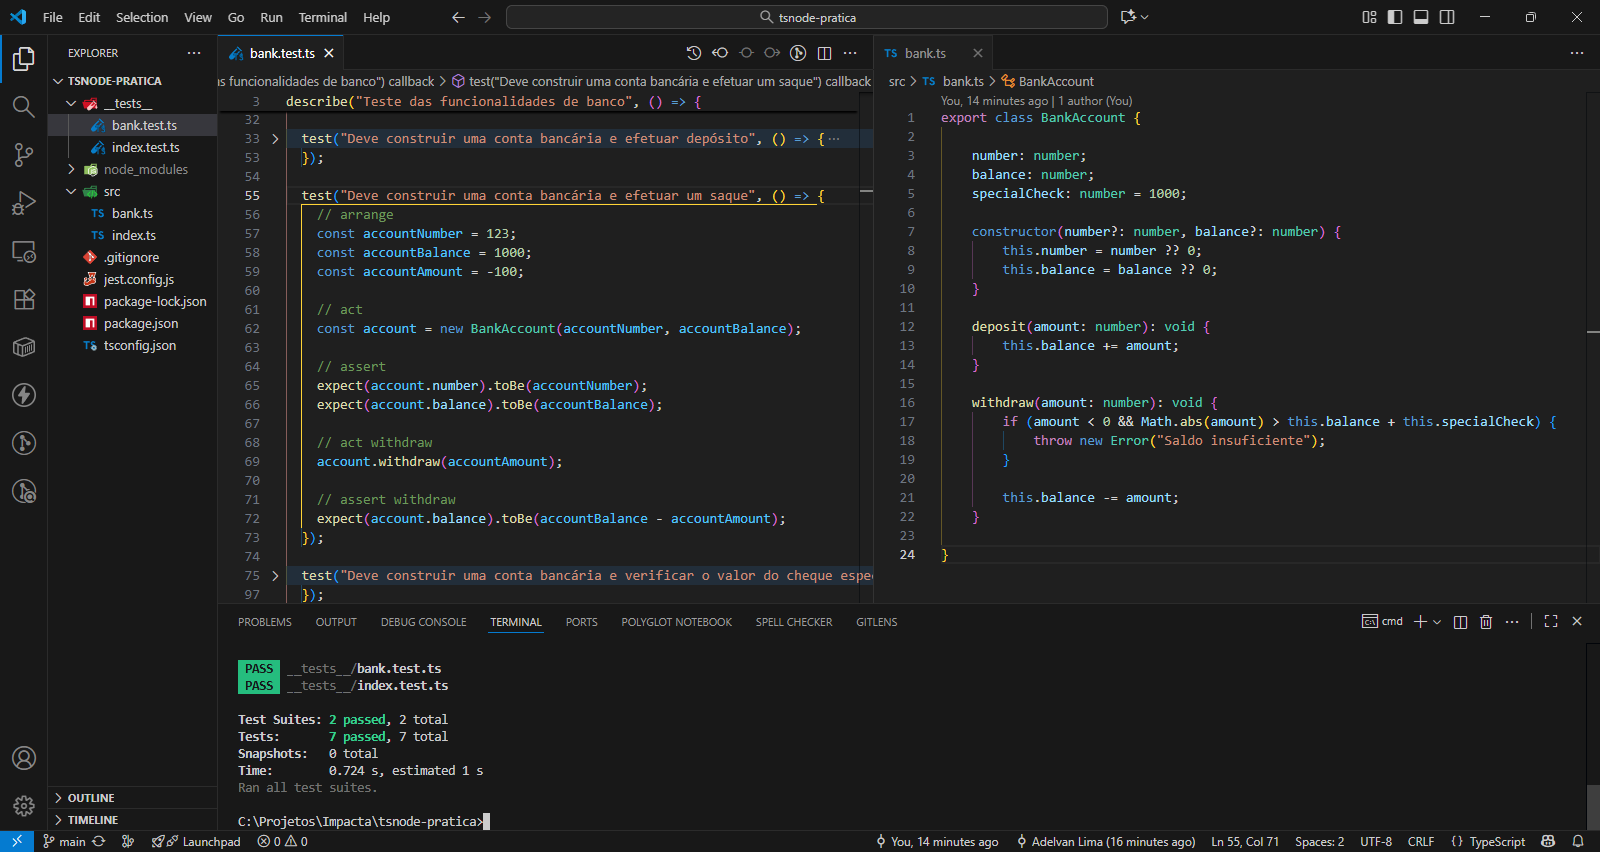 File Edit Selection View Go Run Terminal Help
tsnode-pratica
EXPLORER
TSNODE-PRATICA
__tests__
bank.test.ts
index.test.ts
node_modules
src
TS bank.ts
TS index.ts
.gitignore
jest.config.js
package-lock.json
package.json
TS tsconfig.json
OUTLINE
TIMELINE
bank.test.ts
as funcionalidades de banco") callback > test("Deve construir uma conta bancária e efetuar um saque") callback
3 describe("Teste das funcionalidades de banco", () => {
32
33 test("Deve construir uma conta bancária e efetuar depósito", () => {···
53 });
54
55 test("Deve construir uma conta bancária e efetuar um saque", () => {
56 // arrange
57 const accountNumber = 123;
58 const accountBalance = 1000;
59 const accountAmount = -100;
60
61 // act
62 const account = new BankAccount(accountNumber, accountBalance);
63
64 // assert
65 expect(account.number).toBe(accountNumber);
66 expect(account.balance).toBe(accountBalance);
67
68 // act withdraw
69 account.withdraw(accountAmount);
70
71 // assert withdraw
72 expect(account.balance).toBe(accountBalance - accountAmount);
73 });
74
75 test("Deve construir uma conta bancária e verificar o valor do cheque espe
97 });
TS bank.ts
src > TS bank.ts > BankAccount
You, 14 minutes ago | 1 author (You)
1 export class BankAccount {
2
3 number: number;
4 balance: number;
5 specialCheck: number = 1000;
6
7 constructor(number?: number, balance?: number) {
8 this.number = number ?? 0;
9 this.balance = balance ?? 0;
10 }
11
12 deposit(amount: number): void {
13 this.balance += amount;
14 }
15
16 withdraw(amount: number): void {
17 if (amount < 0 && Math.abs(amount) > this.balance + this.specialCheck) {
18 throw new Error("Saldo insuficiente");
19 }
20
21 this.balance -= amount;
22 }
23
24 }
PROBLEMS OUTPUT DEBUG CONSOLE TERMINAL PORTS POLYGLOT NOTEBOOK SPELL CHECKER GITLENS
cmd
PASS __tests__/bank.test.ts
PASS __tests__/index.test.ts
Test Suites: 2 passed, 2 total
Tests: 7 passed, 7 total
Snapshots: 0 total
Time: 0.724 s, estimated 1 s
Ran all test suites.
C:\Projetos\Impacta\tsnode-pratica>
main Launchpad 0 0 You, 14 minutes ago Adelvan Lima (16 minutes ago) Ln 55, Col 71 Spaces: 2 UTF-8 CRLF {} TypeScript